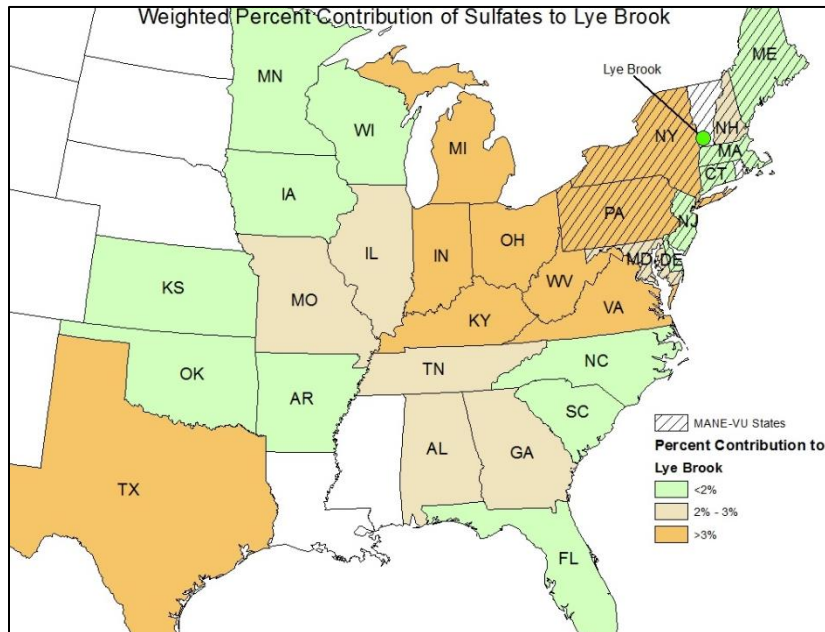 Weighted Percent Contribution of Sulfates to Lye Brook
MN
ME
Lye Brook
WI
NH
NY
MI
MA
CT
IA
PA
NJ
OH
IL
IN
MD
DE
WV
KS
MO
VA
KY
TN
NC
OK
AR
SC
MANE-VU States
AL
GA
Percent Contribution to
Lye Brook
TX
<2%
2% - 3%
>3%
FL